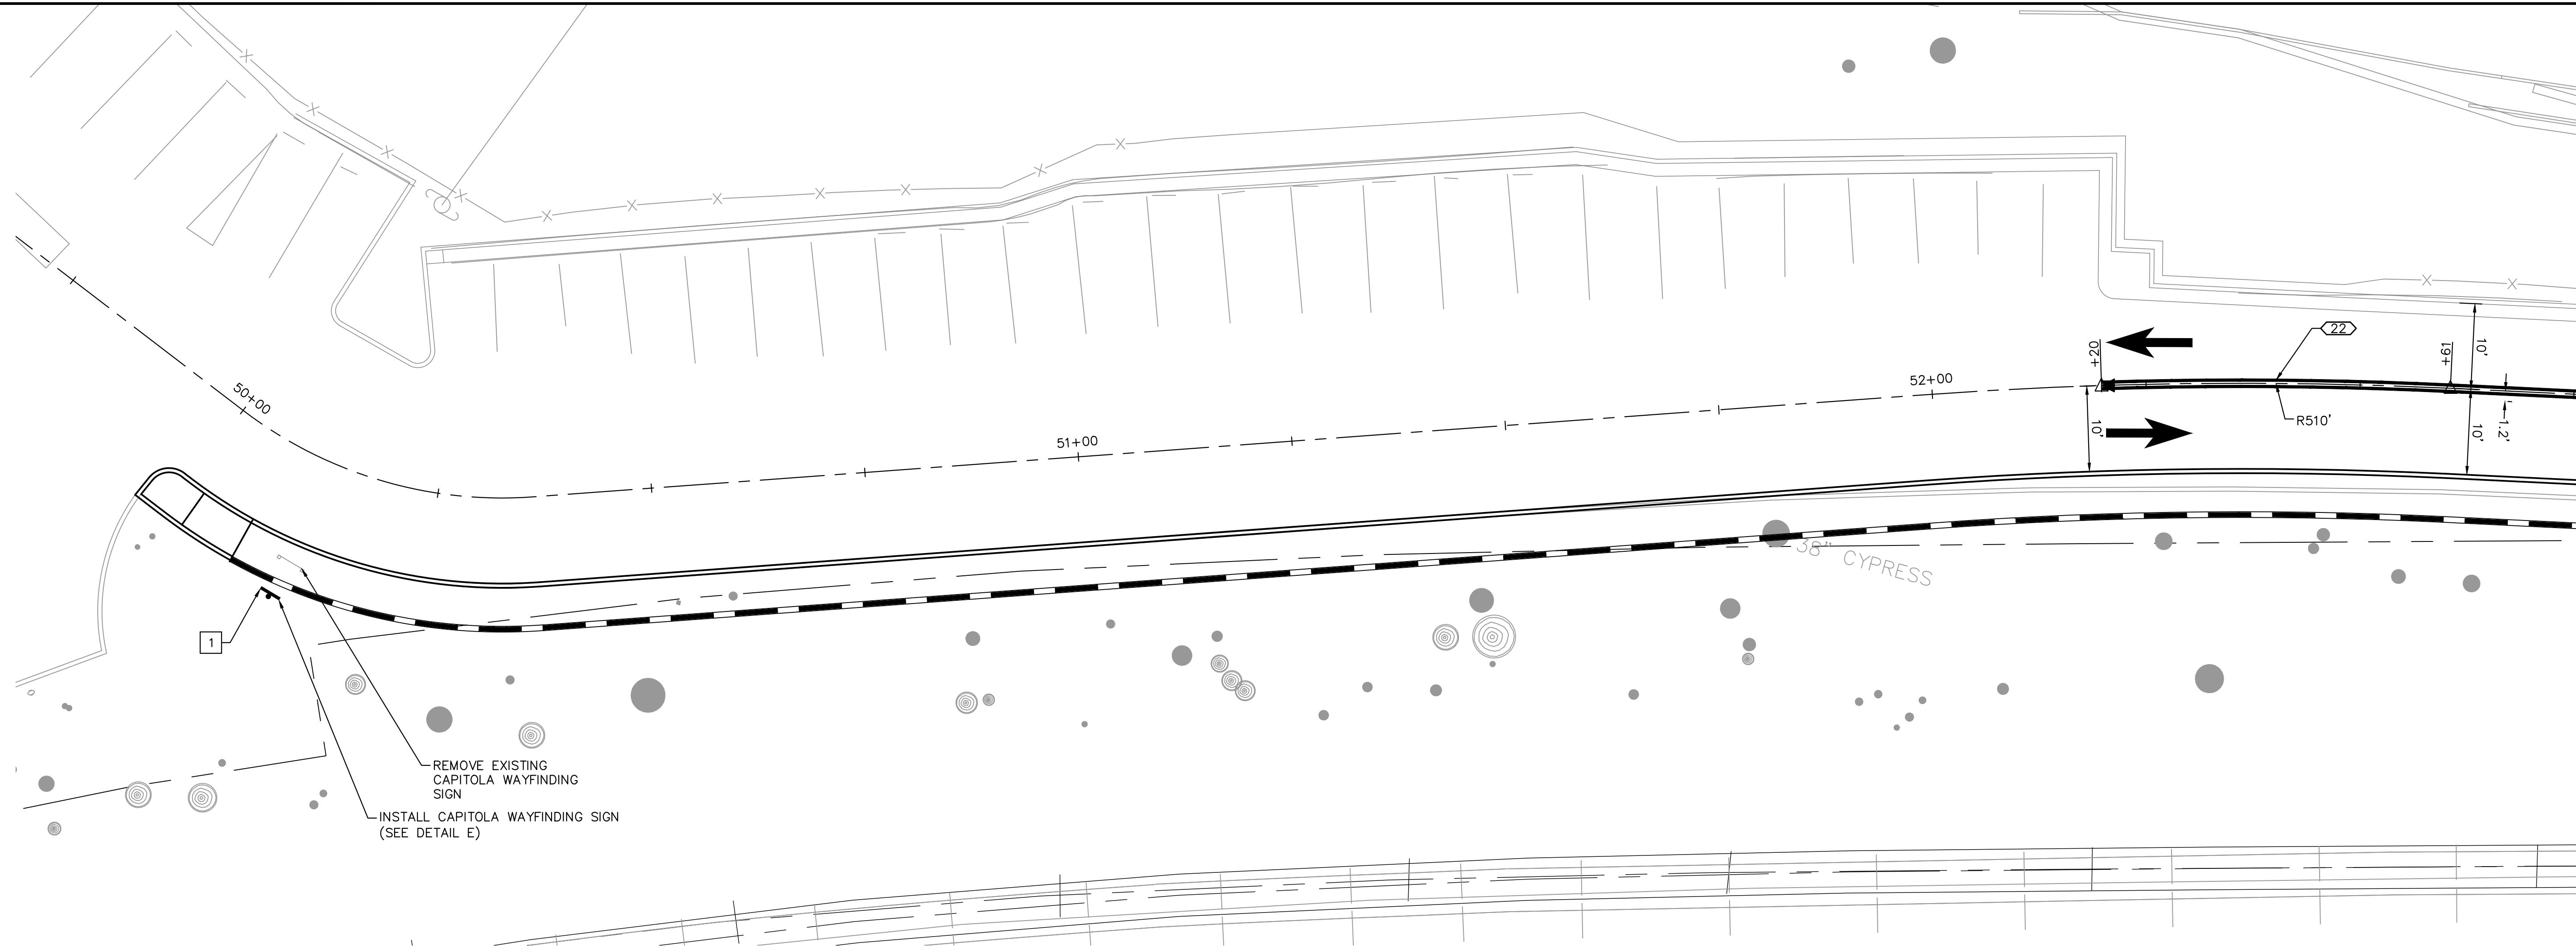 50+00
51+00
52+00
+20
22
+61
10'
R510'
10'
10'
1.2'
38" CYPRESS
1
REMOVE EXISTING
CAPITOLA WAYFINDING
SIGN
INSTALL CAPITOLA WAYFINDING SIGN
(SEE DETAIL E)